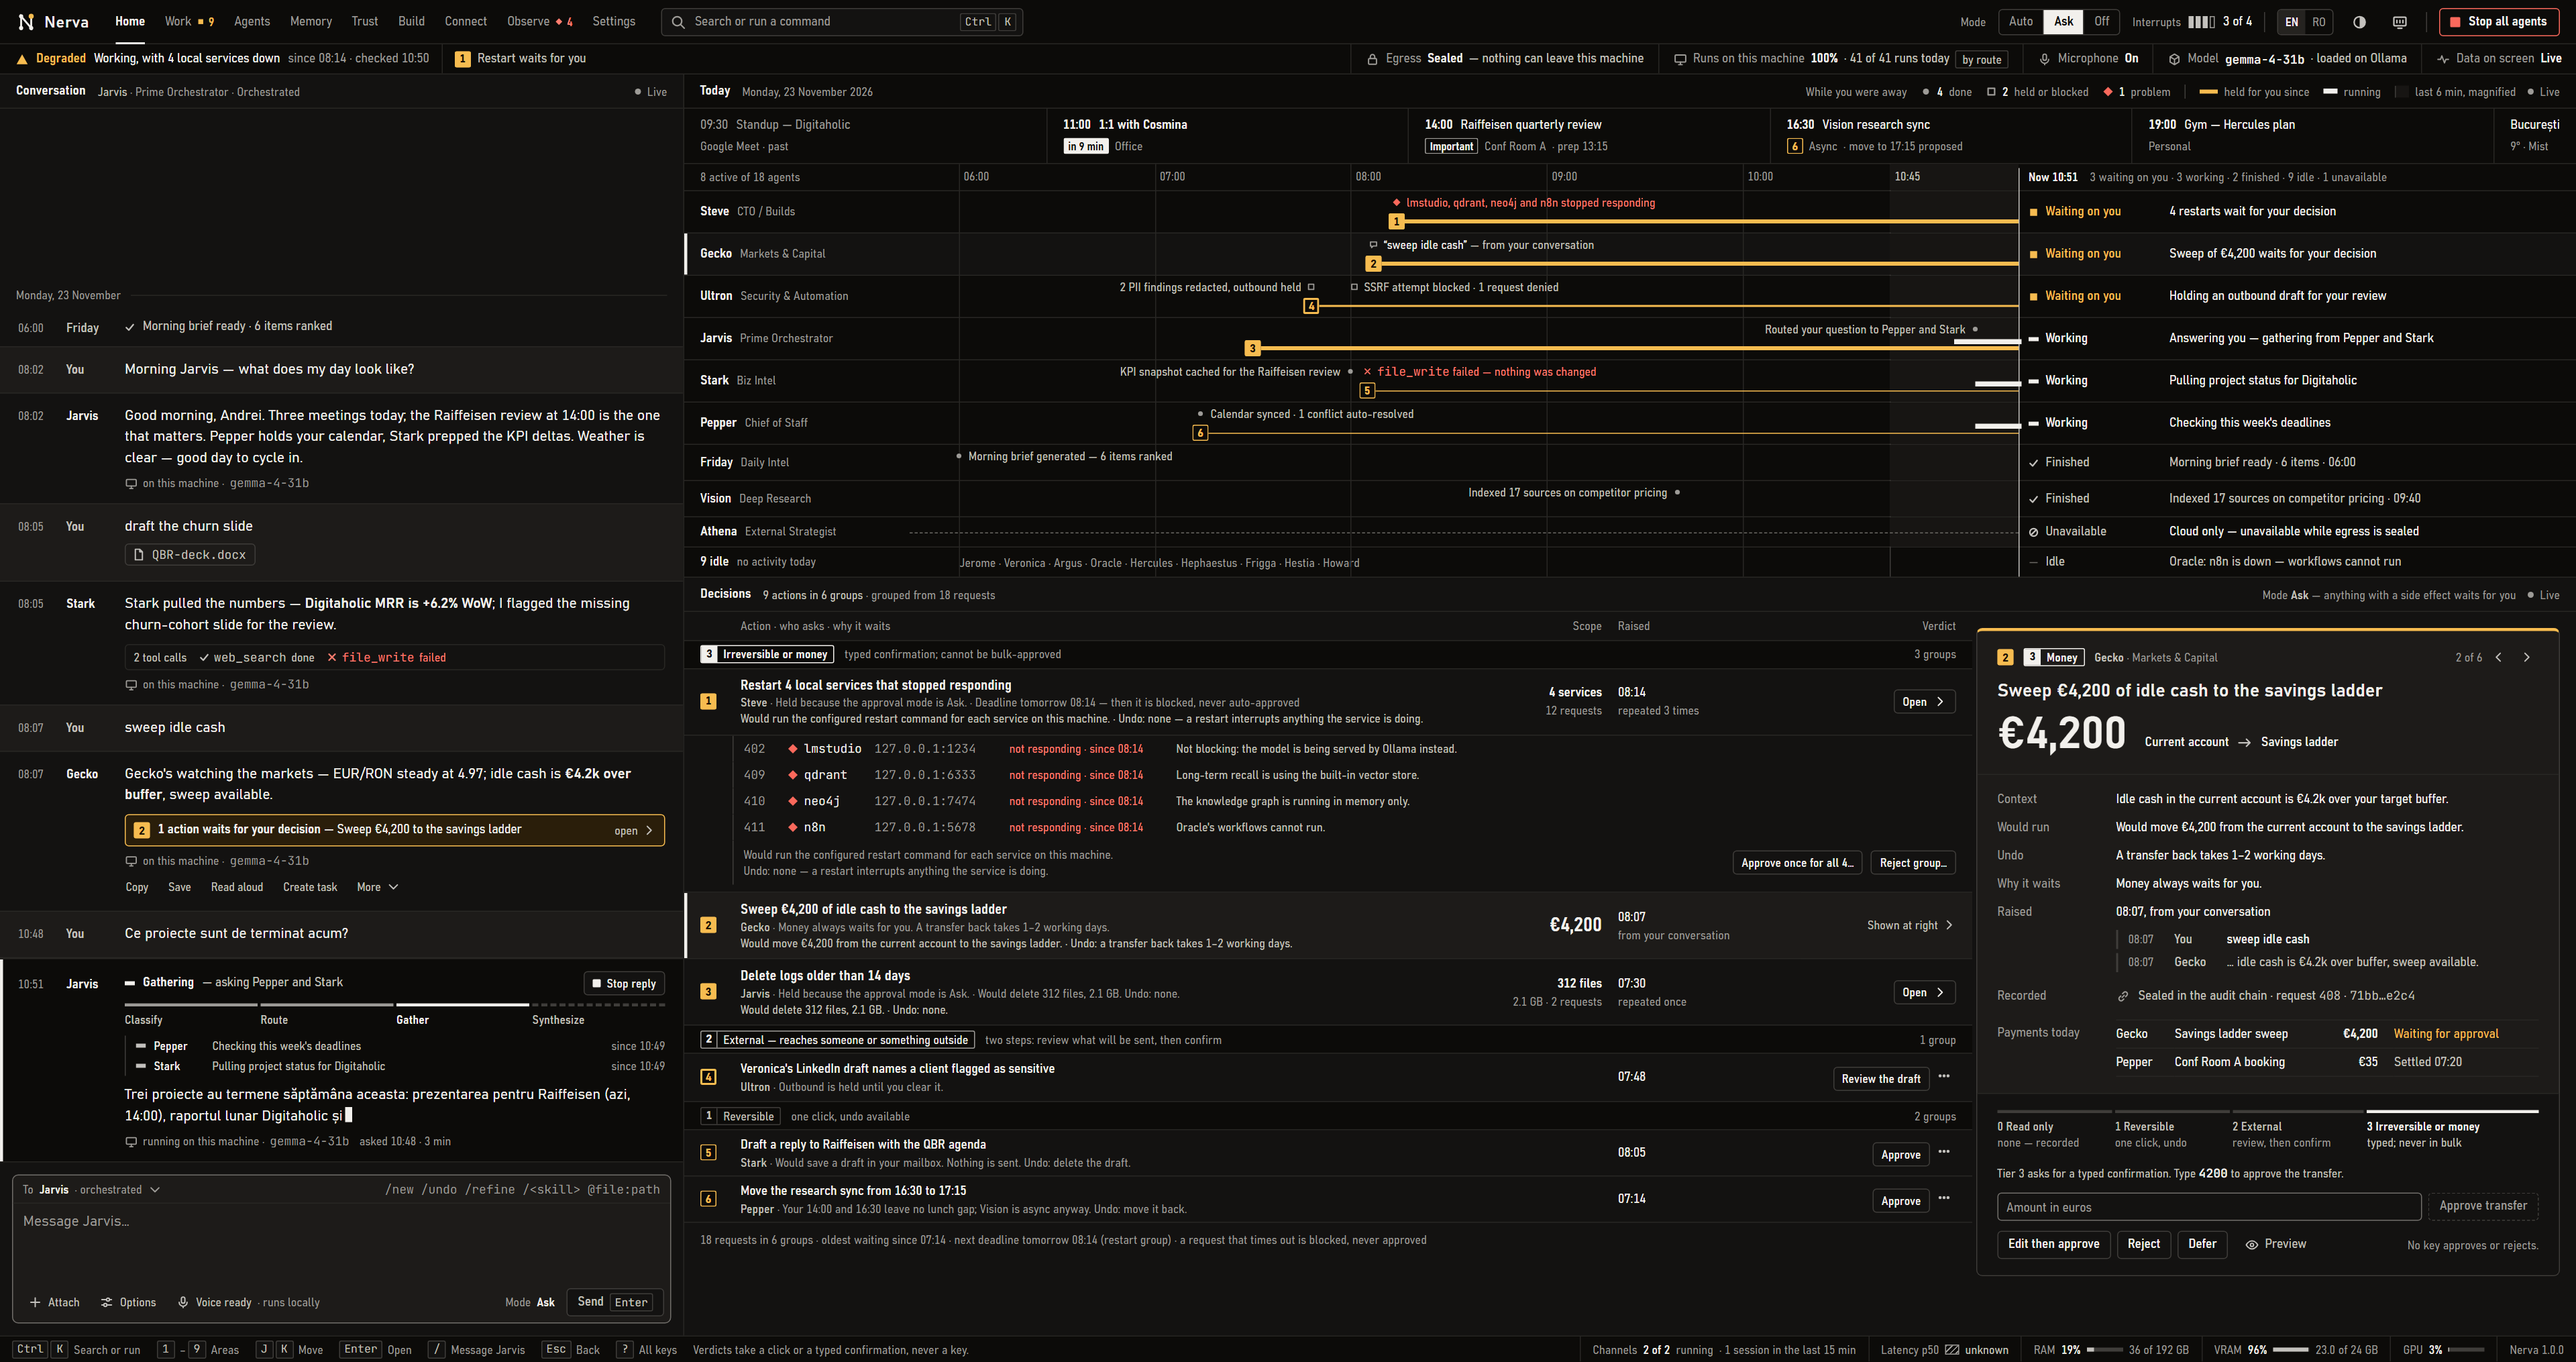 Nerva Home Work 9 Agents Memory Trust Build Connect Observe 4 Settings Search or run a command Ctrl K Mode Auto Ask Off Interrupts 3 of 4 EN RO Stop all agents
Degraded Working, with 4 local services down since 08:14 · checked 10:50 1 Restart waits for you Egress Sealed — nothing can leave this machine Runs on this machine 100% · 41 of 41 runs today by route Microphone On Model gemma-4-31b · loaded on Ollama Data on screen Live
Conversation Jarvis · Prime Orchestrator · Orchestrated Live
Monday, 23 November
06:00 Friday Morning brief ready · 6 items ranked
08:02 You Morning Jarvis — what does my day look like?
08:02 Jarvis Good morning, Andrei. Three meetings today; the Raiffeisen review at 14:00 is the one
that matters. Pepper holds your calendar, Stark prepped the KPI deltas. Weather is
clear — good day to cycle in.
on this machine · gemma-4-31b
08:05 You draft the churn slide
QBR-deck.docx
08:05 Stark Stark pulled the numbers — Digitaholic MRR is +6.2% WoW; I flagged the missing
churn-cohort slide for the review.
2 tool calls web_search done file_write failed
on this machine · gemma-4-31b
08:07 You sweep idle cash
08:07 Gecko Gecko's watching the markets — EUR/RON steady at 4.97; idle cash is €4.2k over
buffer, sweep available.
2 1 action waits for your decision — Sweep €4,200 to the savings ladder open
on this machine · gemma-4-31b
Copy Save Read aloud Create task More
10:48 You Ce proiecte sunt de terminat acum?
10:51 Jarvis Gathering — asking Pepper and Stark Stop reply
Classify Route Gather Synthesize
Pepper Checking this week's deadlines since 10:49
Stark Pulling project status for Digitaholic since 10:49
Trei proiecte au termene săptămâna aceasta: prezentarea pentru Raiffeisen (azi,
14:00), raportul lunar Digitaholic și
running on this machine · gemma-4-31b asked 10:48 · 3 min
To Jarvis · orchestrated /new /undo /refine /<skill> @file:path
Message Jarvis…
Attach Options Voice ready · runs locally Mode Ask Send Enter
Today Monday, 23 November 2026 While you were away 4 done 2 held or blocked 1 problem held for you since running last 6 min, magnified Live
09:30 Standup — Digitaholic
Google Meet · past
11:00 1:1 with Cosmina
in 9 min Office
14:00 Raiffeisen quarterly review
Important Conf Room A · prep 13:15
16:30 Vision research sync
6 Async · move to 17:15 proposed
19:00 Gym — Hercules plan
Personal
București
9° · Mist
8 active of 18 agents 06:00 07:00 08:00 09:00 10:00 10:45 Now 10:51 3 waiting on you · 3 working · 2 finished · 9 idle · 1 unavailable
Steve CTO / Builds lmstudio, qdrant, neo4j and n8n stopped responding 1 Waiting on you 4 restarts wait for your decision
Gecko Markets & Capital "sweep idle cash" — from your conversation 2 Waiting on you Sweep of €4,200 waits for your decision
Ultron Security & Automation 2 PII findings redacted, outbound held SSRF attempt blocked · 1 request denied 4 Waiting on you Holding an outbound draft for your review
Jarvis Prime Orchestrator Routed your question to Pepper and Stark 3 Working Answering you — gathering from Pepper and Stark
Stark Biz Intel KPI snapshot cached for the Raiffeisen review file_write failed — nothing was changed 5 Working Pulling project status for Digitaholic
Pepper Chief of Staff Calendar synced · 1 conflict auto-resolved 6 Working Checking this week's deadlines
Friday Daily Intel Morning brief generated — 6 items ranked Finished Morning brief ready · 6 items · 06:00
Vision Deep Research Indexed 17 sources on competitor pricing Finished Indexed 17 sources on competitor pricing · 09:40
Athena External Strategist Unavailable Cloud only — unavailable while egress is sealed
9 idle no activity today Jerome · Veronica · Argus · Oracle · Hercules · Hephaestus · Frigga · Hestia · Howard Idle Oracle: n8n is down — workflows cannot run
Decisions 9 actions in 6 groups · grouped from 18 requests Mode Ask — anything with a side effect waits for you Live
Action · who asks · why it waits Scope Raised Verdict
3 Irreversible or money typed confirmation; cannot be bulk-approved 3 groups
1 Restart 4 local services that stopped responding 4 services 08:14 Open
Steve · Held because the approval mode is Ask. · Deadline tomorrow 08:14 — then it is blocked, never auto-approved 12 requests repeated 3 times
Would run the configured restart command for each service on this machine. · Undo: none — a restart interrupts anything the service is doing.
402 lmstudio 127.0.0.1:1234 not responding · since 08:14 Not blocking: the model is being served by Ollama instead.
409 qdrant 127.0.0.1:6333 not responding · since 08:14 Long-term recall is using the built-in vector store.
410 neo4j 127.0.0.1:7474 not responding · since 08:14 The knowledge graph is running in memory only.
411 n8n 127.0.0.1:5678 not responding · since 08:14 Oracle's workflows cannot run.
Would run the configured restart command for each service on this machine.
Undo: none — a restart interrupts anything the service is doing. Approve once for all 4… Reject group…
2 Sweep €4,200 of idle cash to the savings ladder €4,200 08:07 Shown at right
Gecko · Money always waits for you. A transfer back takes 1–2 working days. from your conversation
Would move €4,200 from the current account to the savings ladder. · Undo: a transfer back takes 1–2 working days.
3 Delete logs older than 14 days 312 files 07:30 Open
Jarvis · Held because the approval mode is Ask. · Would delete 312 files, 2.1 GB. Undo: none. 2.1 GB · 2 requests repeated once
Would delete 312 files, 2.1 GB. · Undo: none.
2 External — reaches someone or something outside two steps: review what will be sent, then confirm 1 group
4 Veronica's LinkedIn draft names a client flagged as sensitive 07:48 Review the draft
Ultron · Outbound is held until you clear it.
1 Reversible one click, undo available 2 groups
5 Draft a reply to Raiffeisen with the QBR agenda 08:05 Approve
Stark · Would save a draft in your mailbox. Nothing is sent. Undo: delete the draft.
6 Move the research sync from 16:30 to 17:15 07:14 Approve
Pepper · Your 14:00 and 16:30 leave no lunch gap; Vision is async anyway. Undo: move it back.
18 requests in 6 groups · oldest waiting since 07:14 · next deadline tomorrow 08:14 (restart group) · a request that times out is blocked, never approved
2 3 Money Gecko · Markets & Capital 2 of 6
Sweep €4,200 of idle cash to the savings ladder
€4,200 Current account → Savings ladder
Context Idle cash in the current account is €4.2k over your target buffer.
Would run Would move €4,200 from the current account to the savings ladder.
Undo A transfer back takes 1–2 working days.
Why it waits Money always waits for you.
Raised 08:07, from your conversation
08:07 You sweep idle cash
08:07 Gecko … idle cash is €4.2k over buffer, sweep available.
Recorded Sealed in the audit chain · request 408 · 71bb…e2c4
Payments today Gecko Savings ladder sweep €4,200 Waiting for approval
Pepper Conf Room A booking €35 Settled 07:20
0 Read only 1 Reversible 2 External 3 Irreversible or money
none — recorded one click, undo review, then confirm typed; never in bulk
Tier 3 asks for a typed confirmation. Type 4200 to approve the transfer.
Amount in euros Approve transfer
Edit then approve Reject Defer Preview No key approves or rejects.
Ctrl K Search or run 1 – 9 Areas J K Move Enter Open / Message Jarvis Esc Back ? All keys Verdicts take a click or a typed confirmation, never a key. Channels 2 of 2 running · 1 session in the last 15 min Latency p50 unknown RAM 19% 36 of 192 GB VRAM 96% 23.0 of 24 GB GPU 3% Nerva 1.0.0